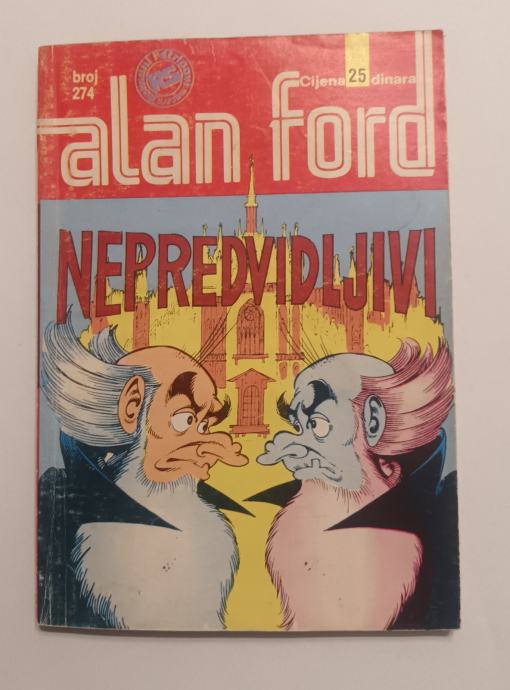 broj
274
Cijena 25 dinara
alan ford
NEPREDVIDLJIVI